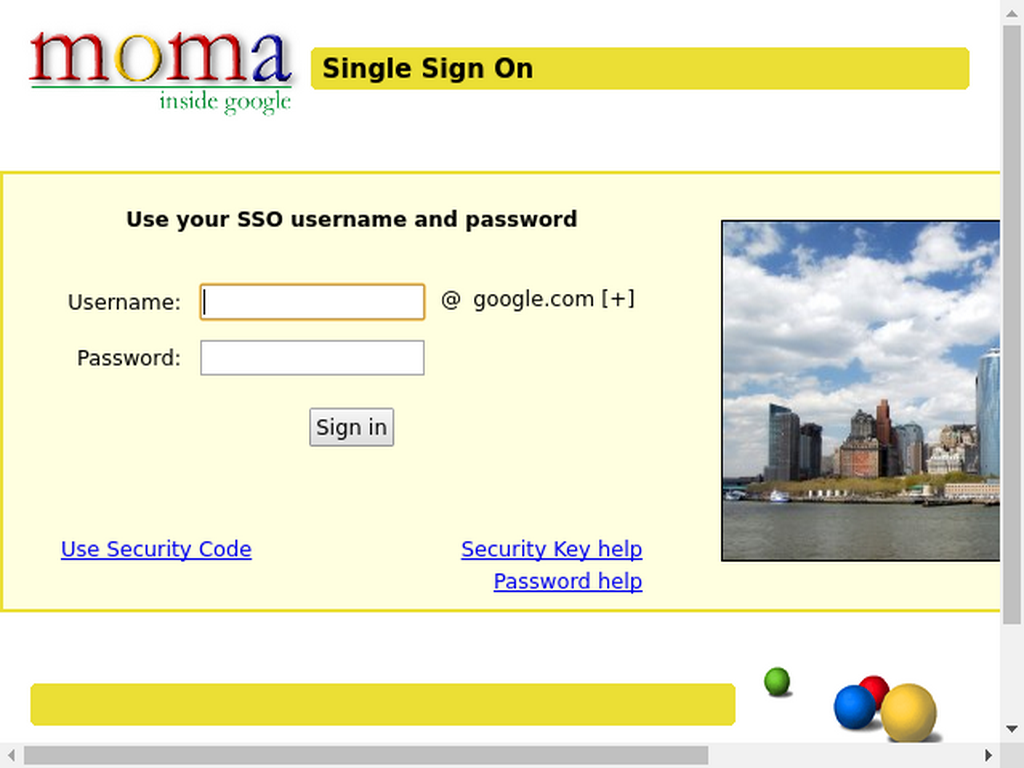 moma
inside google
Single Sign On
Use your SSO username and password
Username:
@ google.com [+]
Password:
Sign in
Use Security Code
Security Key help
Password help